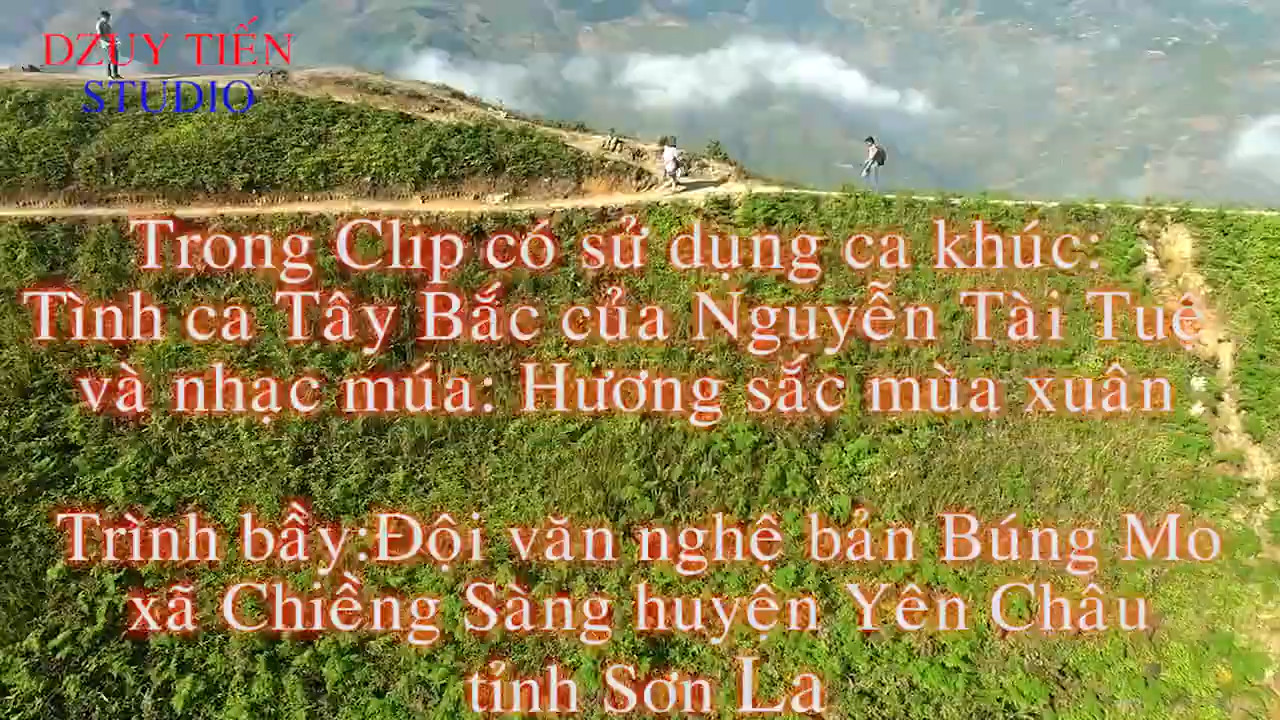 DZUY TIẾN
STUDIO
Trong Clip có sử dụng ca khúc:
Tình ca Tây Bắc của Nguyễn Tài Tuệ
và nhạc múa: Hương sắc mùa xuân
Trình bầy:Đội văn nghệ bản Búng Mo
xã Chiềng Sàng huyện Yên Châu
tỉnh Sơn La